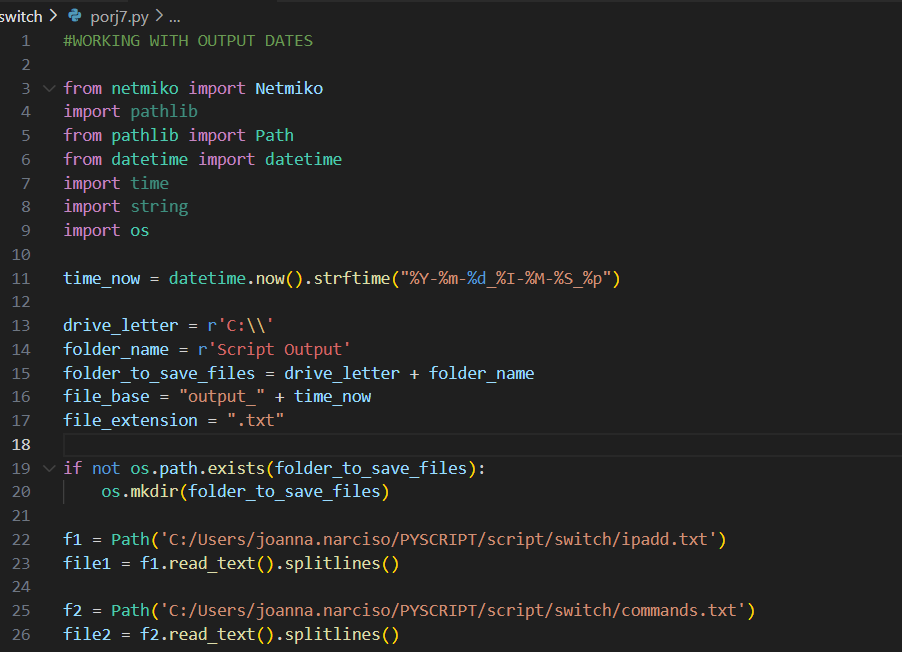 switch > porj7.py > ...
1 #WORKING WITH OUTPUT DATES
2
3 from netmiko import Netmiko
4 import pathlib
5 from pathlib import Path
6 from datetime import datetime
7 import time
8 import string
9 import os
10
11 time_now = datetime.now().strftime("%Y-%m-%d_%I-%M-%S_%p")
12
13 drive_letter = r'C:\\'
14 folder_name = r'Script Output'
15 folder_to_save_files = drive_letter + folder_name
16 file_base = "output_" + time_now
17 file_extension = ".txt"
18
19 if not os.path.exists(folder_to_save_files):
20     os.mkdir(folder_to_save_files)
21
22 f1 = Path('C:/Users/joanna.narciso/PYSCRIPT/script/switch/ipadd.txt')
23 file1 = f1.read_text().splitlines()
24
25 f2 = Path('C:/Users/joanna.narciso/PYSCRIPT/script/switch/commands.txt')
26 file2 = f2.read_text().splitlines()